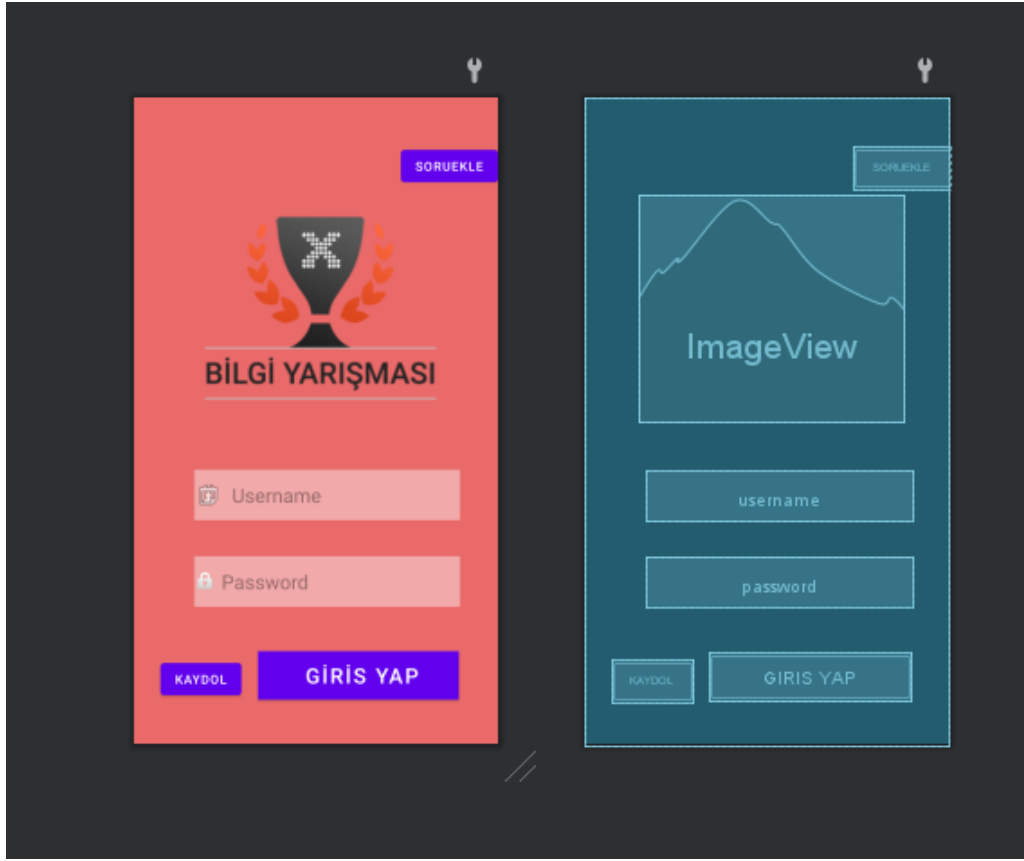 SORUEKLE
BİLGİ YARIŞMASI
Username
Password
KAYDOL
GİRİS YAP
SORUEKLE
ImageView
username
password
KAYDOL
GIRIS YAP